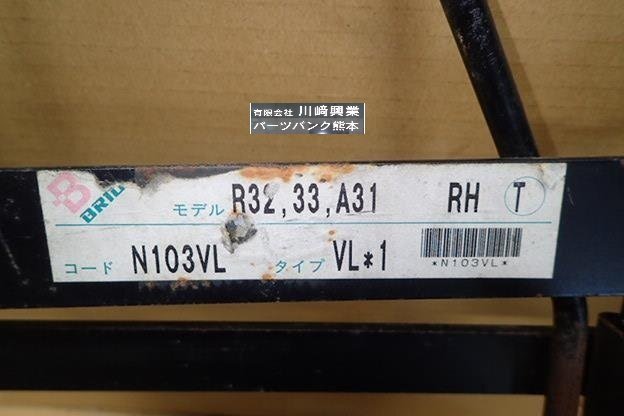 有限会社 川﨑興業
パーツバンク熊本
B
BRID
モデル R32,33,A31 RH T
コード N103VL タイプ VL*1
*N103VL*